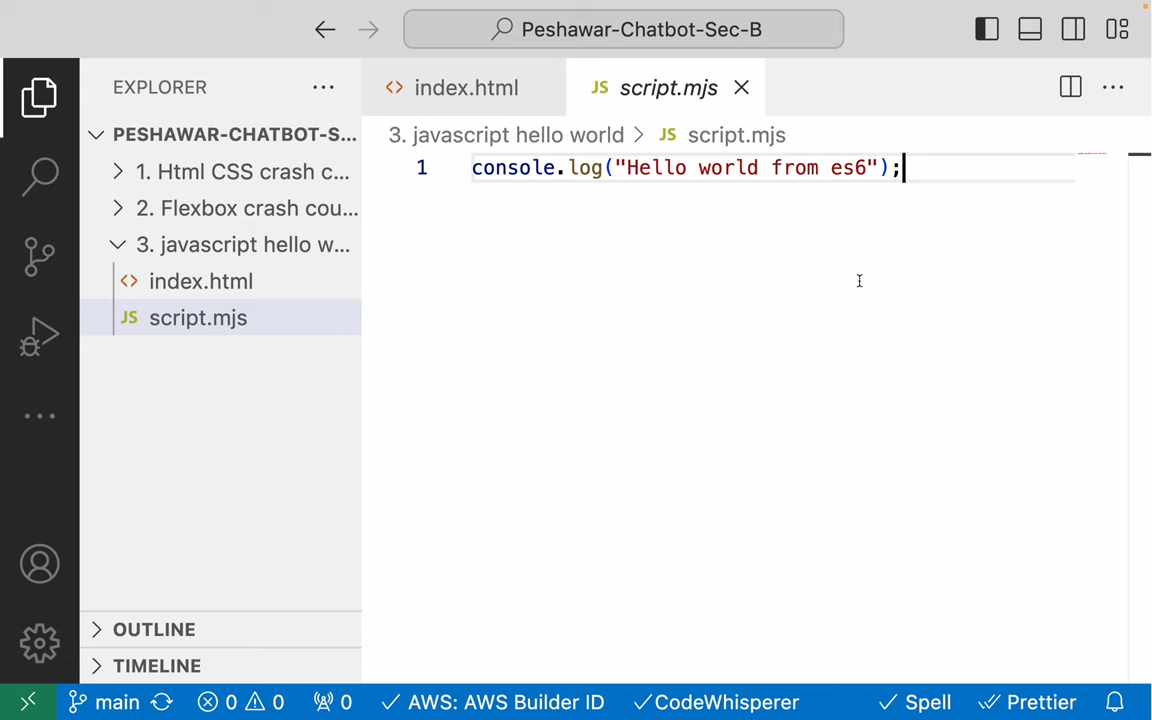 Peshawar-Chatbot-Sec-B
EXPLORER
index.html
JS script.mjs
PESHAWAR-CHATBOT-S...
3. javascript hello world > JS script.mjs
1. Html CSS crash c...
1 console.log("Hello world from es6");
2. Flexbox crash cou...
3. javascript hello w...
index.html
JS script.mjs
OUTLINE
TIMELINE
main 0 0 0 AWS: AWS Builder ID CodeWhisperer Spell Prettier